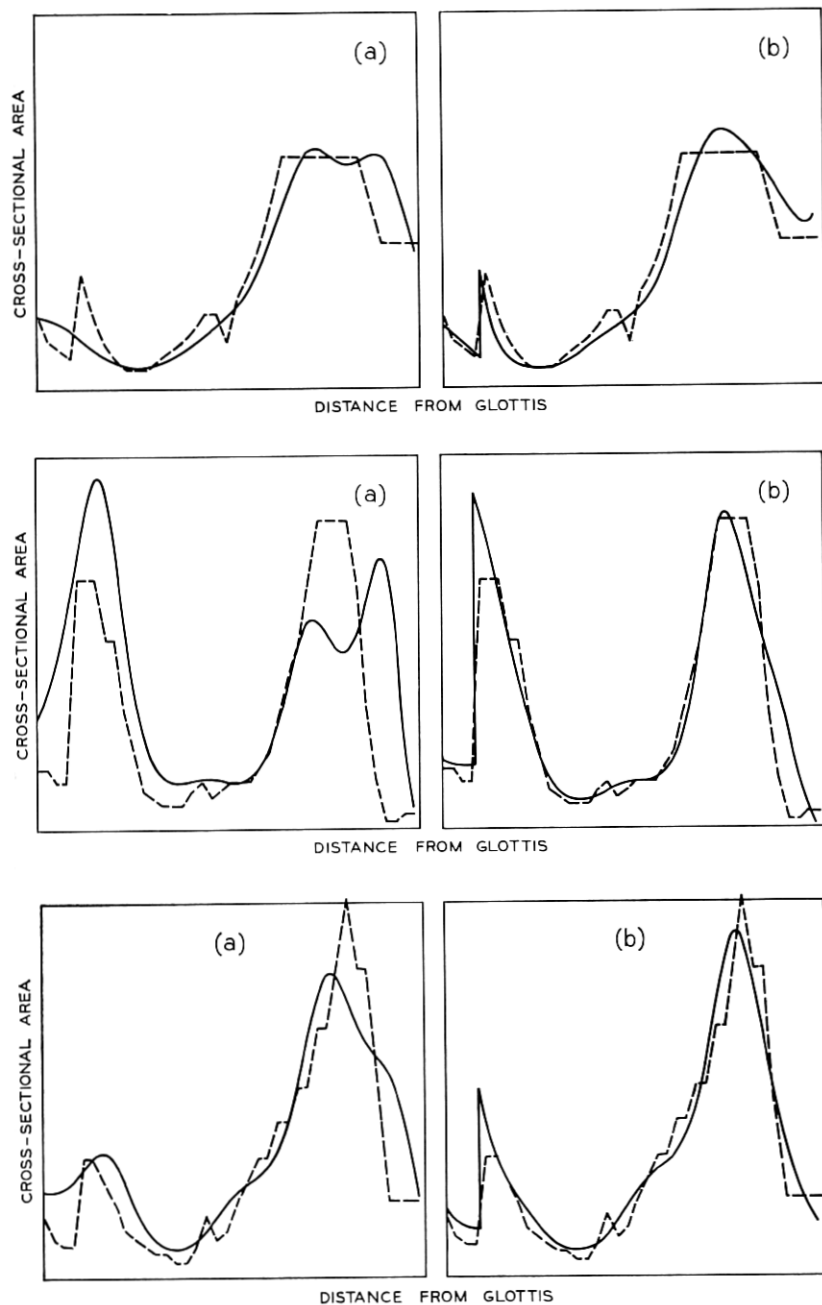 (a)
(b)
CROSS-SECTIONAL AREA
DISTANCE FROM GLOTTIS
(a)
(b)
CROSS-SECTIONAL AREA
DISTANCE FROM GLOTTIS
(a)
(b)
CROSS-SECTIONAL AREA
DISTANCE FROM GLOTTIS